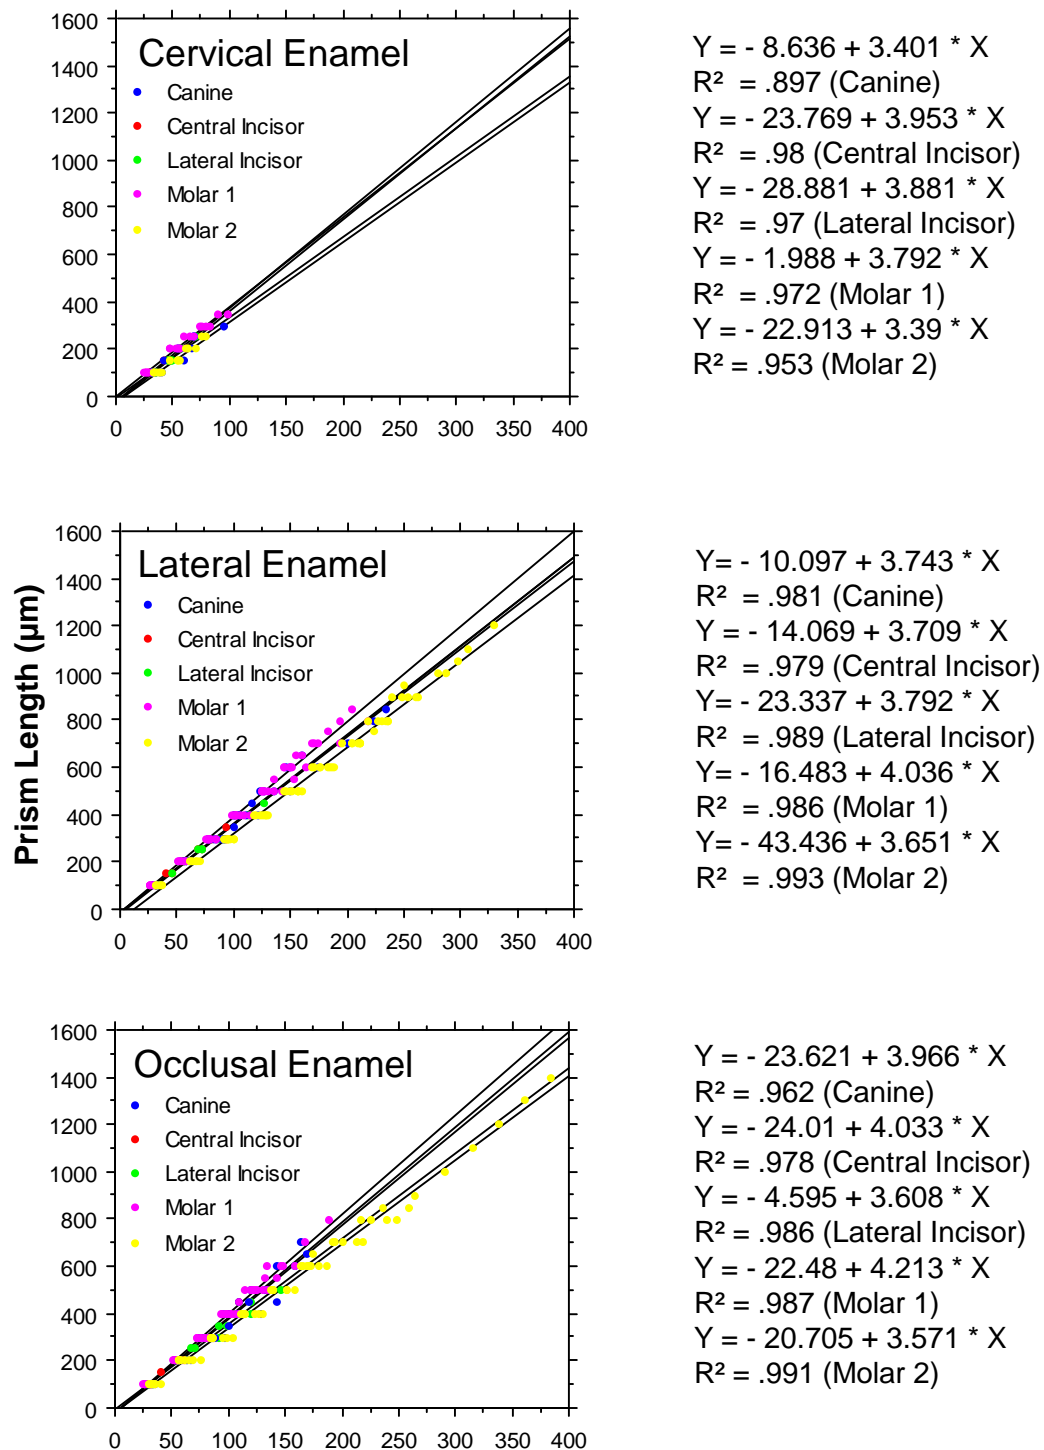 Prism Length (µm)
1600
1400
1200
1000
800
600
400
200
0
Cervical Enamel
Canine
Central Incisor
Lateral Incisor
Molar 1
Molar 2
0 50 100 150 200 250 300 350 400
Y = - 8.636 + 3.401 * X
R² = .897 (Canine)
Y = - 23.769 + 3.953 * X
R² = .98 (Central Incisor)
Y = - 28.881 + 3.881 * X
R² = .97 (Lateral Incisor)
Y = - 1.988 + 3.792 * X
R² = .972 (Molar 1)
Y = - 22.913 + 3.39 * X
R² = .953 (Molar 2)
1600
1400
1200
1000
800
600
400
200
0
Lateral Enamel
Canine
Central Incisor
Lateral Incisor
Molar 1
Molar 2
0 50 100 150 200 250 300 350 400
Y= - 10.097 + 3.743 * X
R² = .981 (Canine)
Y = - 14.069 + 3.709 * X
R² = .979 (Central Incisor)
Y= - 23.337 + 3.792 * X
R² = .989 (Lateral Incisor)
Y= - 16.483 + 4.036 * X
R² = .986 (Molar 1)
Y= - 43.436 + 3.651 * X
R² = .993 (Molar 2)
1600
1400
1200
1000
800
600
400
200
0
Occlusal Enamel
Canine
Central Incisor
Lateral Incisor
Molar 1
Molar 2
0 50 100 150 200 250 300 350 400
Y = - 23.621 + 3.966 * X
R² = .962 (Canine)
Y = - 24.01 + 4.033 * X
R² = .978 (Central Incisor)
Y = - 4.595 + 3.608 * X
R² = .986 (Lateral Incisor)
Y = - 22.48 + 4.213 * X
R² = .987 (Molar 1)
Y = - 20.705 + 3.571 * X
R² = .991 (Molar 2)